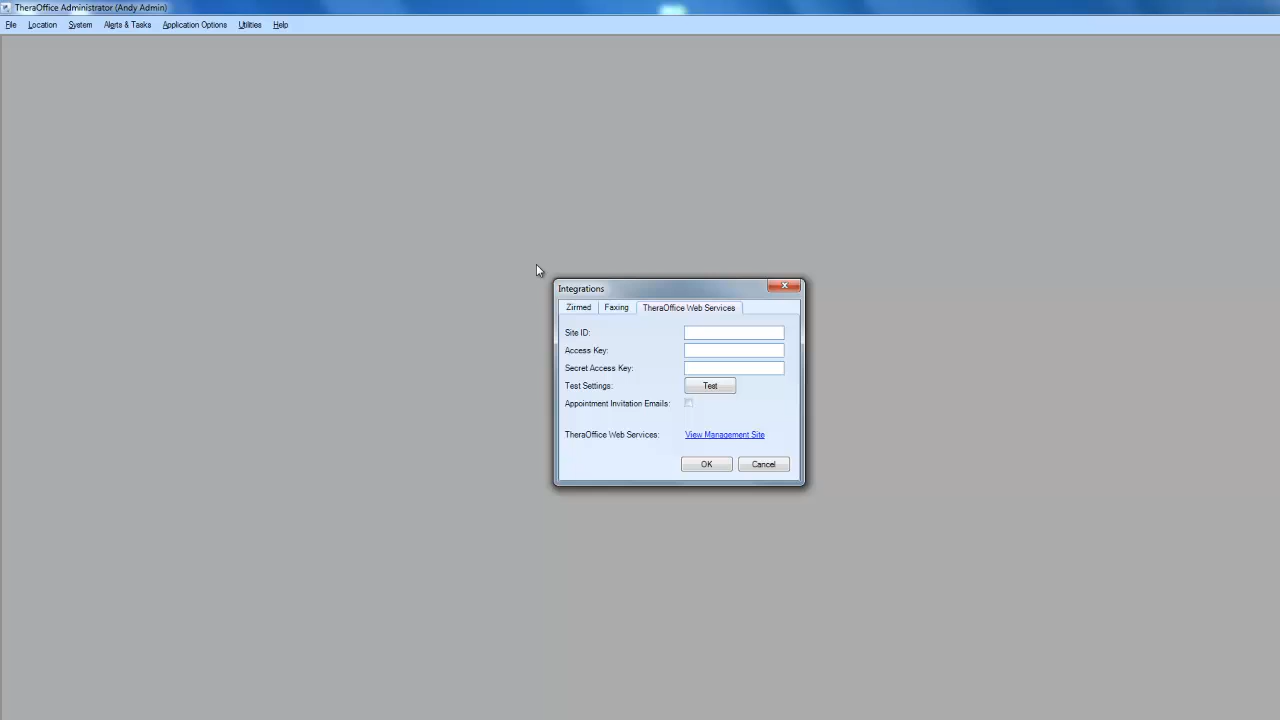 TheraOffice Administrator (Andy Admin)
File Location System Alerts & Tasks Application Options Utilities Help
Integrations
Zirmed Faxing TheraOffice Web Services
Site ID:
Access Key:
Secret Access Key:
Test Settings: Test
Appointment Invitation Emails:
TheraOffice Web Services: View Management Site
OK Cancel